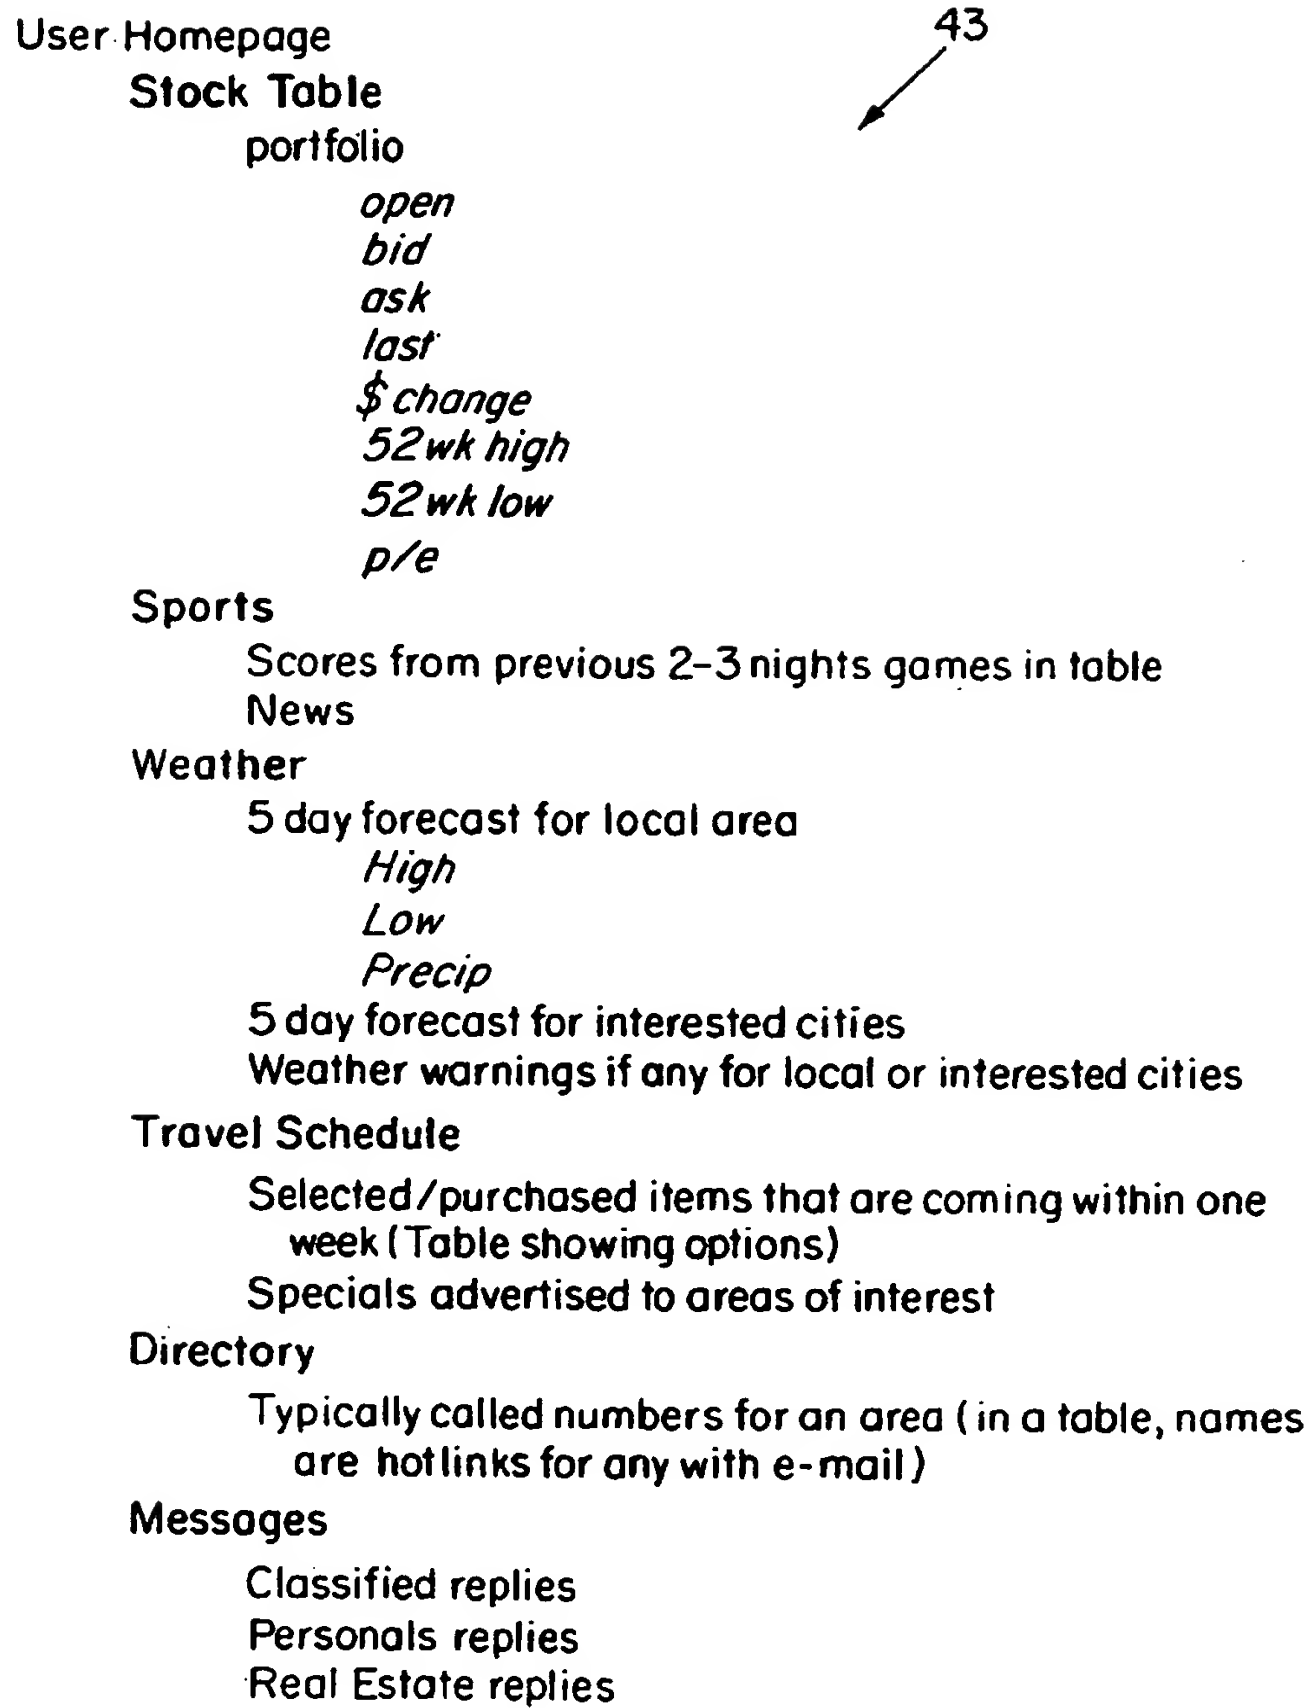 User Homepage
43
Stock Table
portfolio
open
bid
ask
last
$ change
52wk high
52wk low
p/e
Sports
Scores from previous 2-3 nights games in table
News
Weather
5 day forecast for local area
High
Low
Precip
5 day forecast for interested cities
Weather warnings if any for local or interested cities
Travel Schedule
Selected/purchased items that are coming within one
week (Table showing options)
Specials advertised to areas of interest
Directory
Typically called numbers for an area (in a table, names
are hotlinks for any with e-mail)
Messages
Classified replies
Personals replies
Real Estate replies